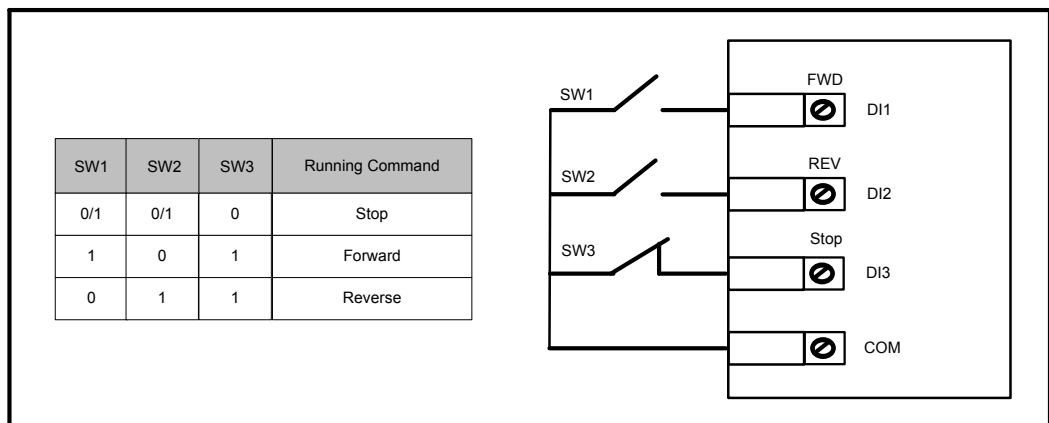 SW1 SW2 SW3 Running Command
0/1 0/1 0 Stop
1 0 1 Forward
0 1 1 Reverse
FWD
SW1
DI1
REV
SW2
DI2
Stop
SW3
DI3
COM